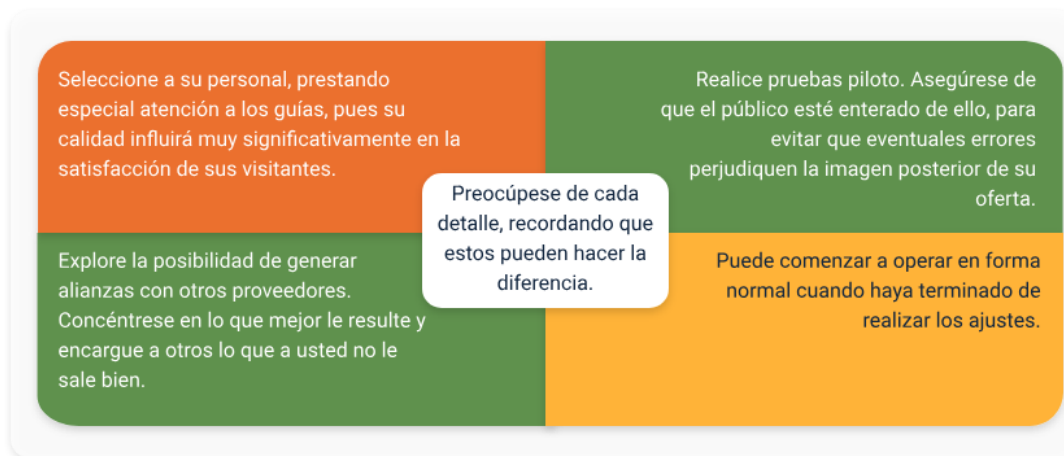 Seleccione a su personal, prestando
especial atención a los guías, pues su
calidad influirá muy significativamente en la
satisfacción de sus visitantes.
Realice pruebas piloto. Asegúrese de
que el público esté enterado de ello, para
evitar que eventuales errores
perjudiquen la imagen posterior de su
oferta.
Preocúpese de cada
detalle, recordando que
estos pueden hacer la
diferencia.
Explore la posibilidad de generar
alianzas con otros proveedores.
Concéntrese en lo que mejor le resulte y
encargue a otros lo que a usted no le
sale bien.
Puede comenzar a operar en forma
normal cuando haya terminado de
realizar los ajustes.